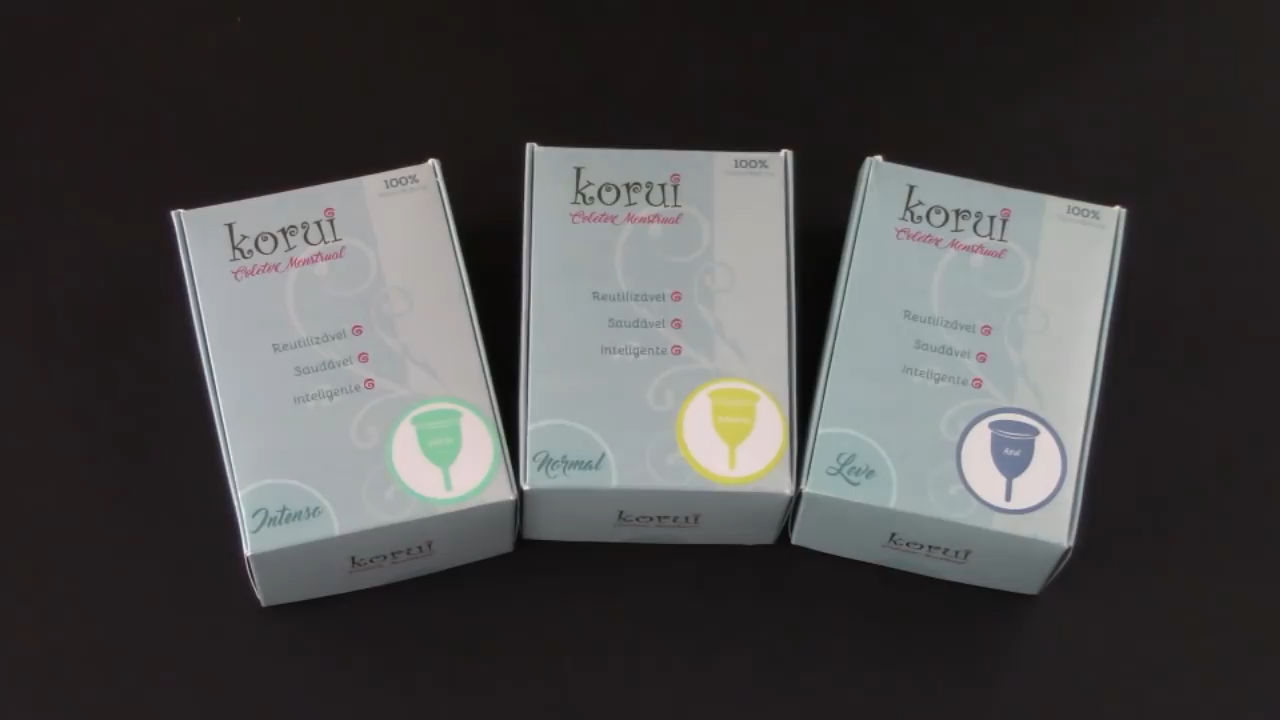 korui
Coletor Menstrual
100%
Reutilizável
Saudável
Inteligente
Intenso
korui
korui
Coletor Menstrual
100%
Reutilizável
Saudável
Inteligente
Normal
korui
korui
Coletor Menstrual
100%
Reutilizável
Saudável
Inteligente
Azul
Leve
korui